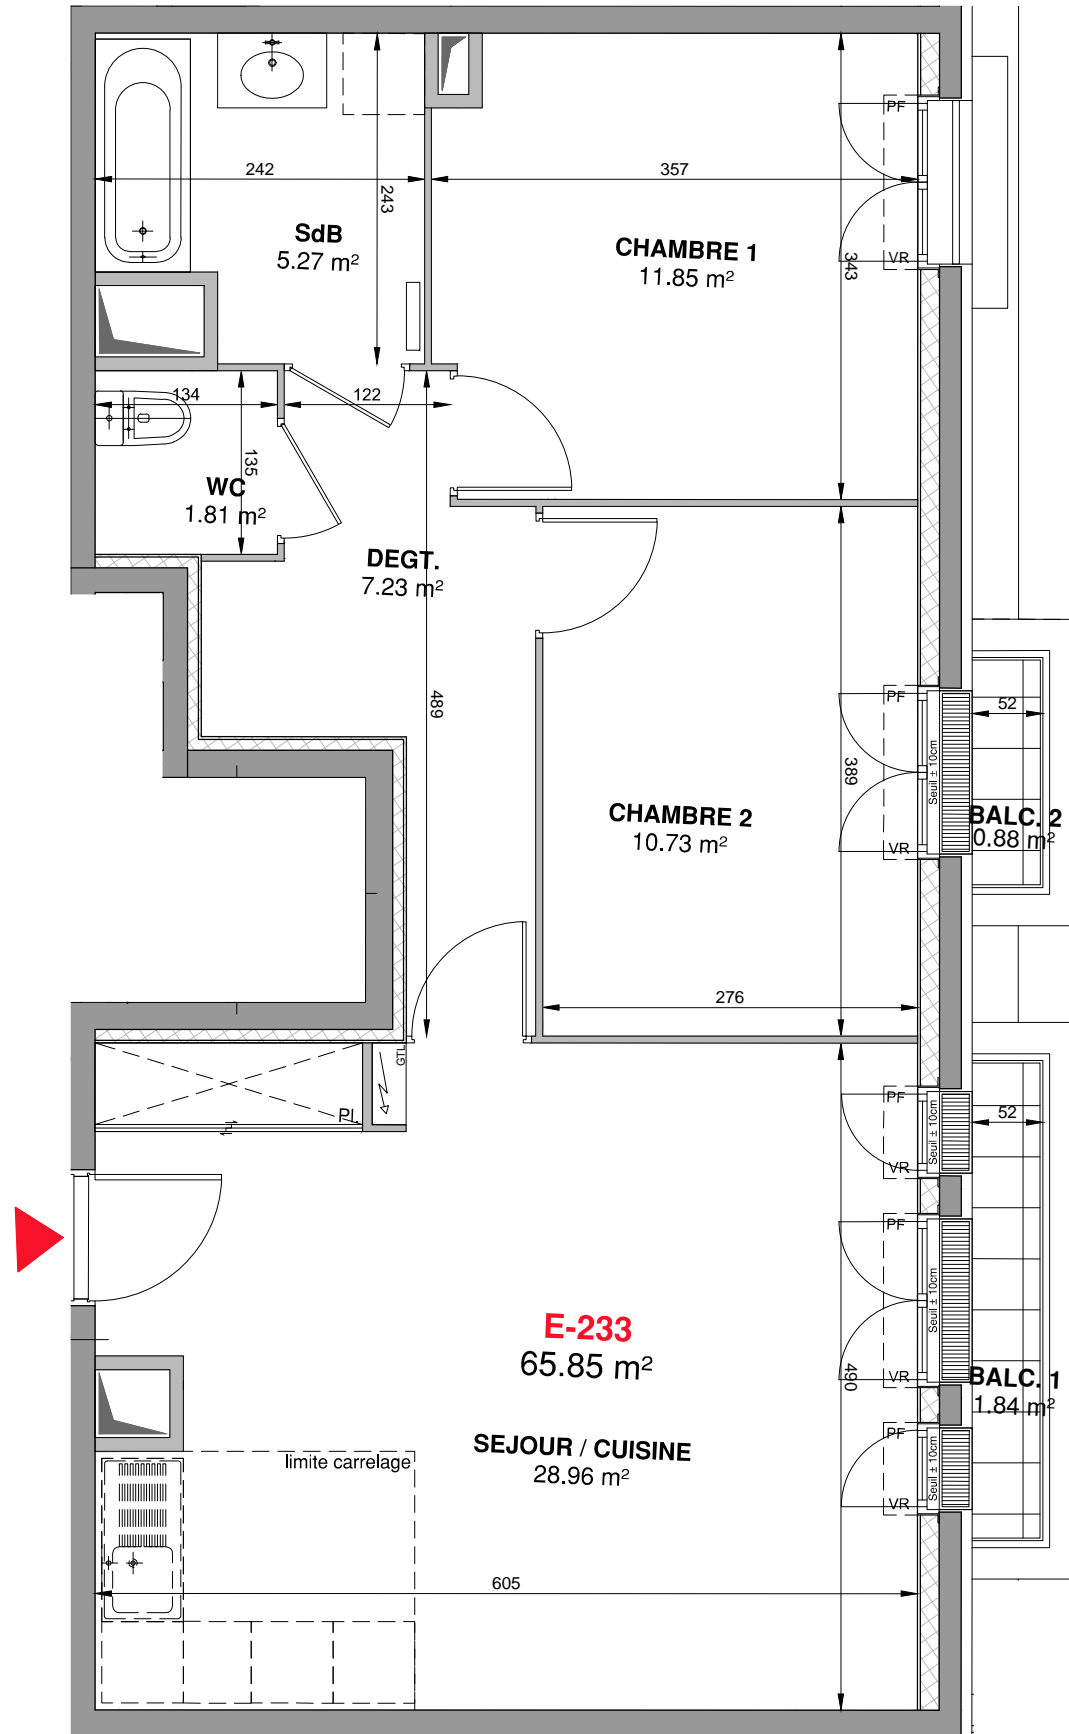 PF
242
357
243
SdB
5.27 m²
CHAMBRE 1
11.85 m²
VR
343
134
122
135
WC
1.81 m²
DEGT.
7.23 m²
489
PF
52
Seuil ± 10cm
389
CHAMBRE 2
10.73 m²
BALC. 2
0.88 m²
VR
276
GTL
PL
PF
Seuil ± 10cm
52
VR
PF
Seuil ± 10cm
E-233
65.85 m²
490
VR
BALC. 1
1.84 m²
SEJOUR / CUISINE
28.96 m²
limite carrelage
PF
Seuil ± 10cm
VR
605